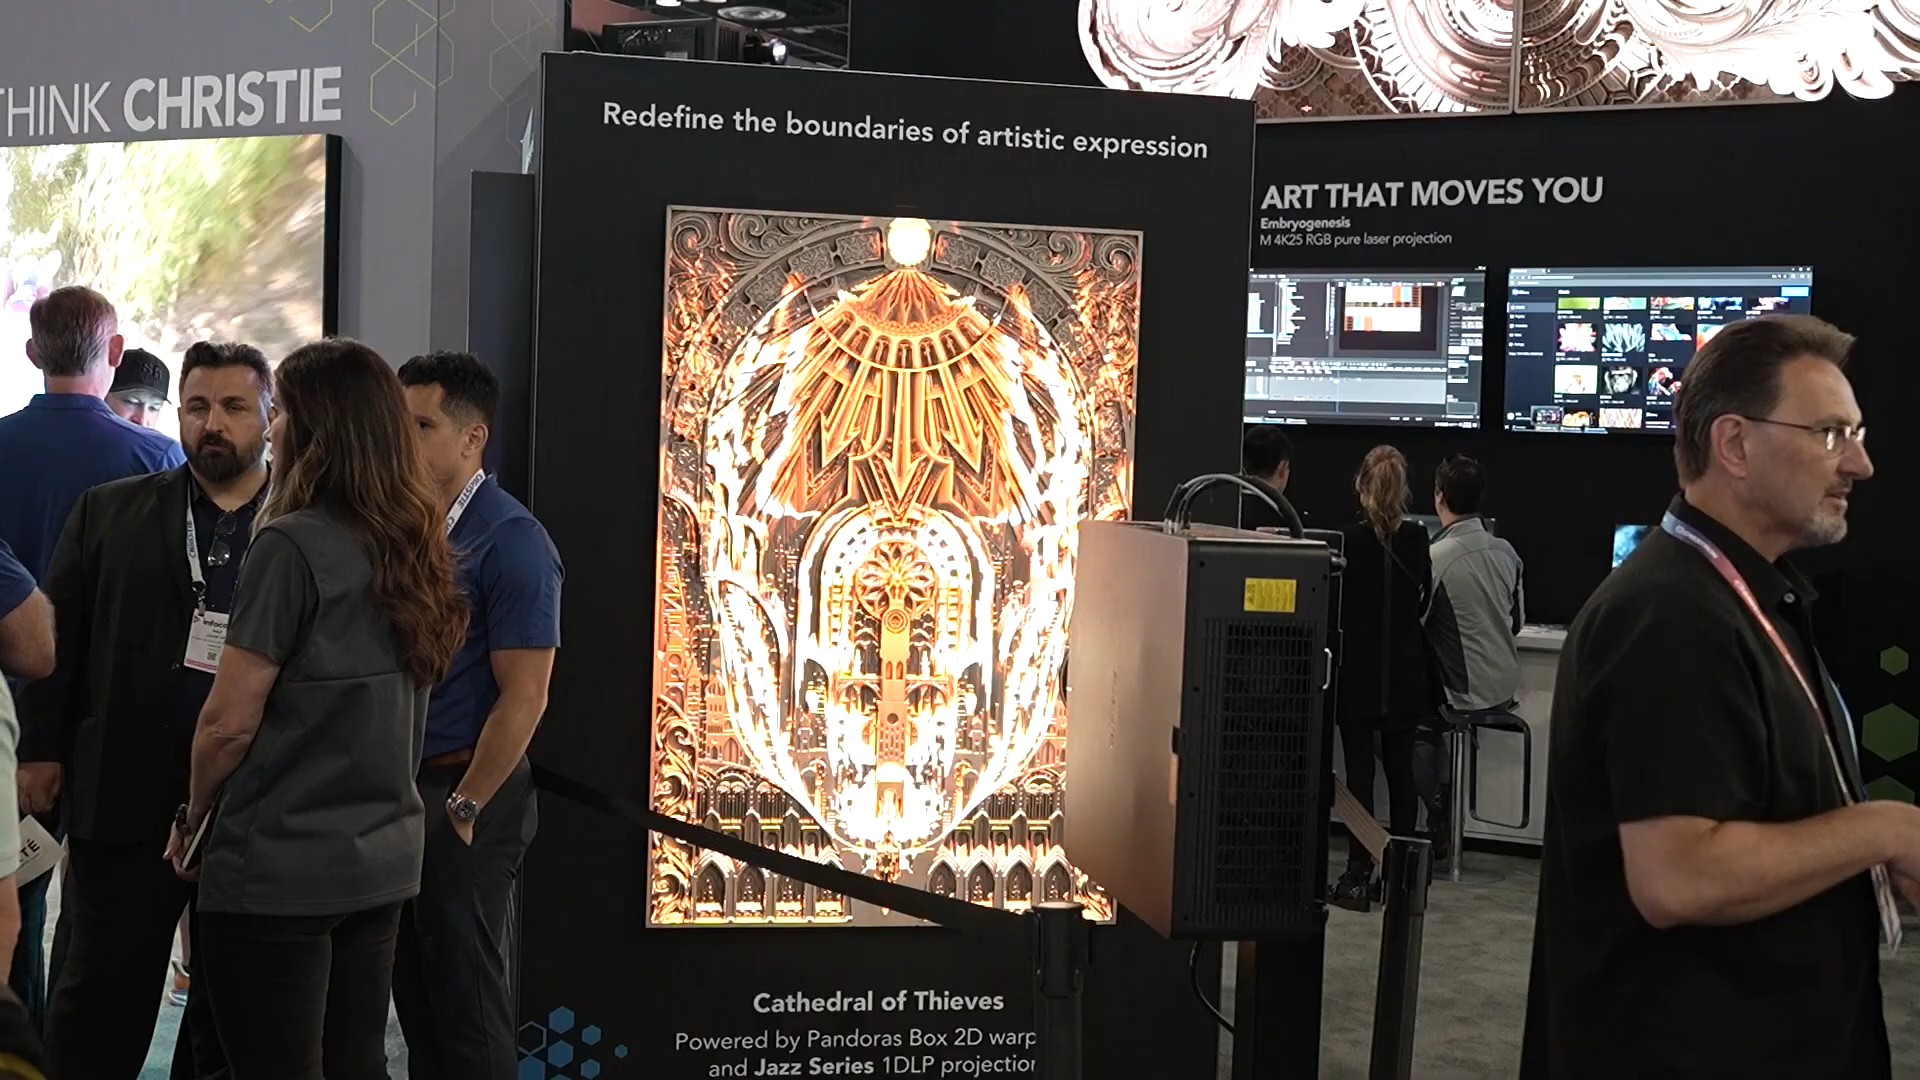 THINK CHRISTIE
Redefine the boundaries of artistic expression
ART THAT MOVES YOU
Embryogenesis
M 4K25 RGB pure laser projection
CHRISTIE
Cathedral of Thieves
Powered by Pandoras Box 2D warp
and Jazz Series 1DLP projection